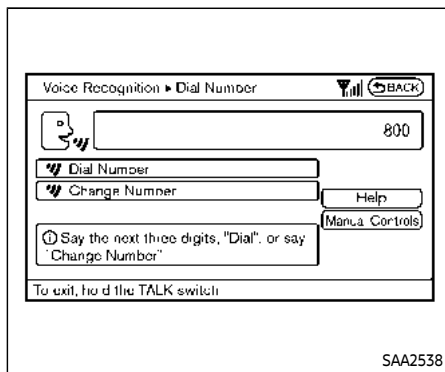 Voice Recognition ▸ Dial Number
BACK
800
Dial Number
Change Number
Help
Manual Controls
ⓘ Say the next three digits, "Dial", or say
"Change Number"
To exit, hold the TALK switch
SAA2538